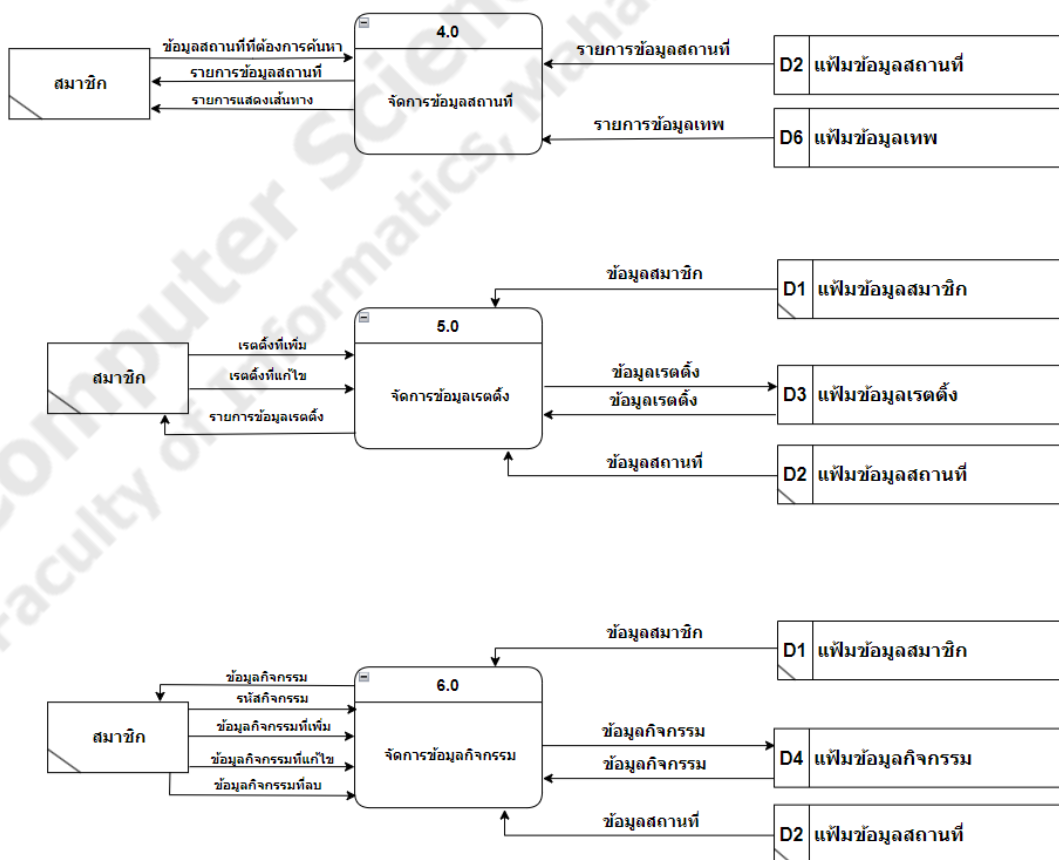 4.0
จัดการข้อมูลสถานที่
สมาชิก
ข้อมูลสถานที่ที่ต้องการค้นหา
รายการข้อมูลสถานที่
รายการแสดงเส้นทาง
รายการข้อมูลสถานที่
D2 แฟ้มข้อมูลสถานที่
รายการข้อมูลเทพ
D6 แฟ้มข้อมูลเทพ
ข้อมูลสมาชิก
D1 แฟ้มข้อมูลสมาชิก
5.0
จัดการข้อมูลเรตติ้ง
สมาชิก
เรตติ้งที่เพิ่ม
เรตติ้งที่แก้ไข
รายการข้อมูลเรตติ้ง
ข้อมูลเรตติ้ง
ข้อมูลเรตติ้ง
D3 แฟ้มข้อมูลเรตติ้ง
ข้อมูลสถานที่
D2 แฟ้มข้อมูลสถานที่
ข้อมูลสมาชิก
D1 แฟ้มข้อมูลสมาชิก
6.0
จัดการข้อมูลกิจกรรม
สมาชิก
ข้อมูลกิจกรรม
รหัสกิจกรรม
ข้อมูลกิจกรรมที่เพิ่ม
ข้อมูลกิจกรรมที่แก้ไข
ข้อมูลกิจกรรมที่ลบ
ข้อมูลกิจกรรม
ข้อมูลกิจกรรม
D4 แฟ้มข้อมูลกิจกรรม
ข้อมูลสถานที่
D2 แฟ้มข้อมูลสถานที่
Computer Scien
Faculty of Informatics, Maha